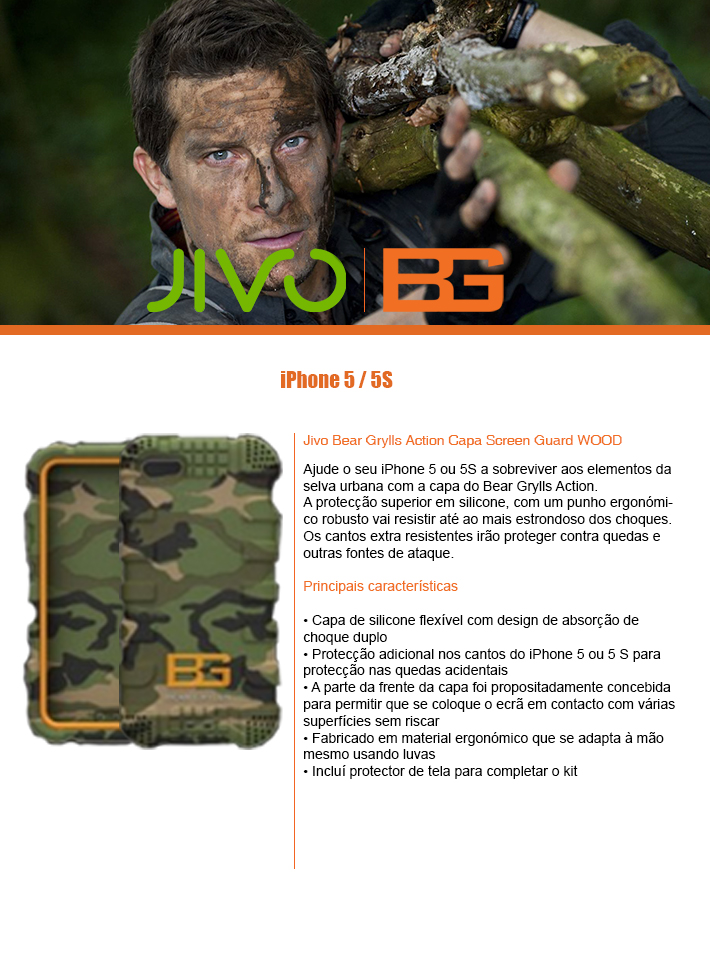 JIVO BG
iPhone 5 / 5S
Jivo Bear Grylls Action Capa Screen Guard WOOD
Ajude o seu iPhone 5 ou 5S a sobreviver aos elementos da
selva urbana com a capa do Bear Grylls Action.
A protecção superior em silicone, com um punho ergonómi-
co robusto vai resistir até ao mais estrondoso dos choques.
Os cantos extra resistentes irão proteger contra quedas e
outras fontes de ataque.
Principais características
• Capa de silicone flexível com design de absorção de
choque duplo
• Protecção adicional nos cantos do iPhone 5 ou 5 S para
protecção nas quedas acidentais
• A parte da frente da capa foi propositadamente concebida
para permitir que se coloque o ecrã em contacto com várias
superfícies sem riscar
• Fabricado em material ergonómico que se adapta à mão
mesmo usando luvas
• Incluí protector de tela para completar o kit
BG